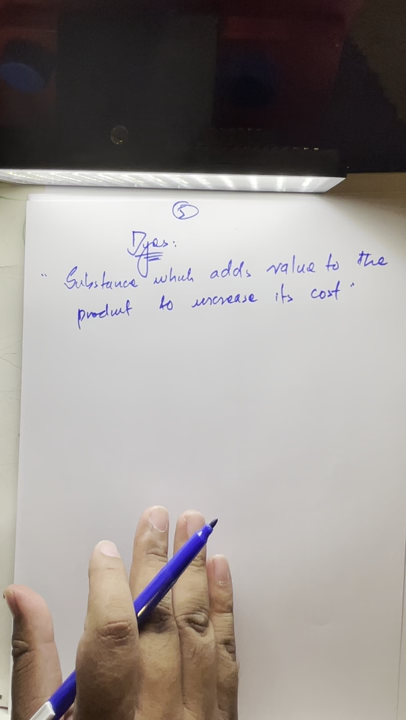 5
Dyes:
" Substance which adds value to the
product to increase its cost "